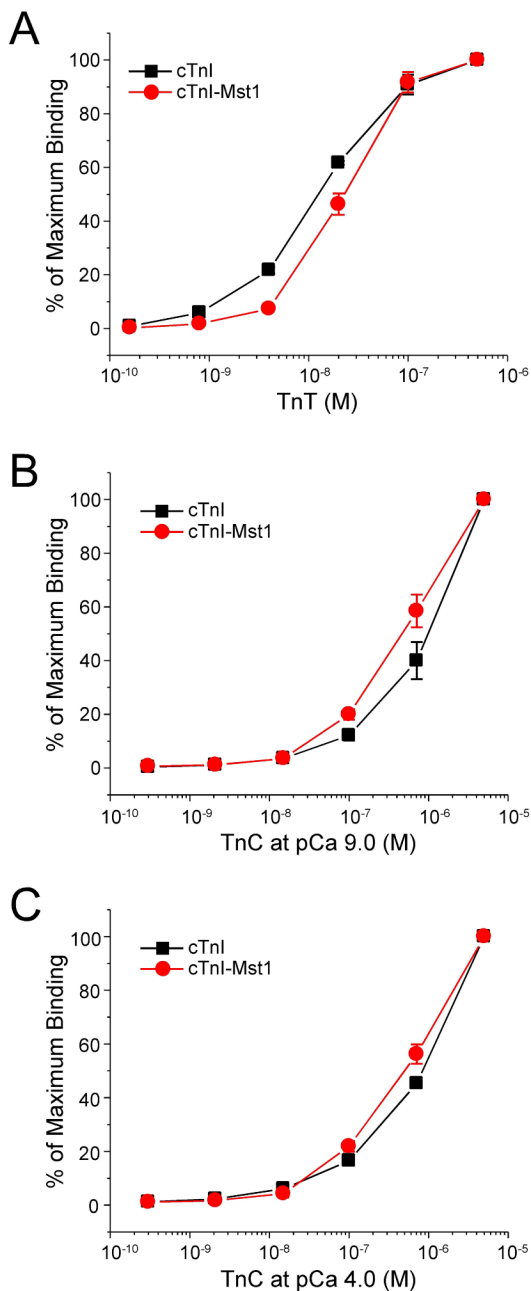 A
cTnI
cTnI-Mst1
% of Maximum Binding
100
80
60
40
20
0
10⁻¹⁰ 10⁻⁹ 10⁻⁸ 10⁻⁷ 10⁻⁶
TnT (M)
B
cTnI
cTnI-Mst1
% of Maximum Binding
100
80
60
40
20
0
10⁻¹⁰ 10⁻⁹ 10⁻⁸ 10⁻⁷ 10⁻⁶ 10⁻⁵
TnC at pCa 9.0 (M)
C
cTnI
cTnI-Mst1
% of Maximum Binding
100
80
60
40
20
0
10⁻¹⁰ 10⁻⁹ 10⁻⁸ 10⁻⁷ 10⁻⁶ 10⁻⁵
TnC at pCa 4.0 (M)